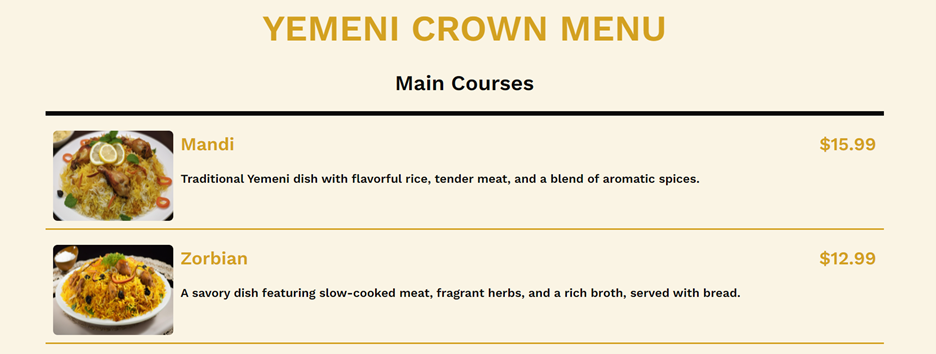 YEMENI CROWN MENU
Main Courses
Mandi
$15.99
Traditional Yemeni dish with flavorful rice, tender meat, and a blend of aromatic spices.
Zorbian
$12.99
A savory dish featuring slow-cooked meat, fragrant herbs, and a rich broth, served with bread.